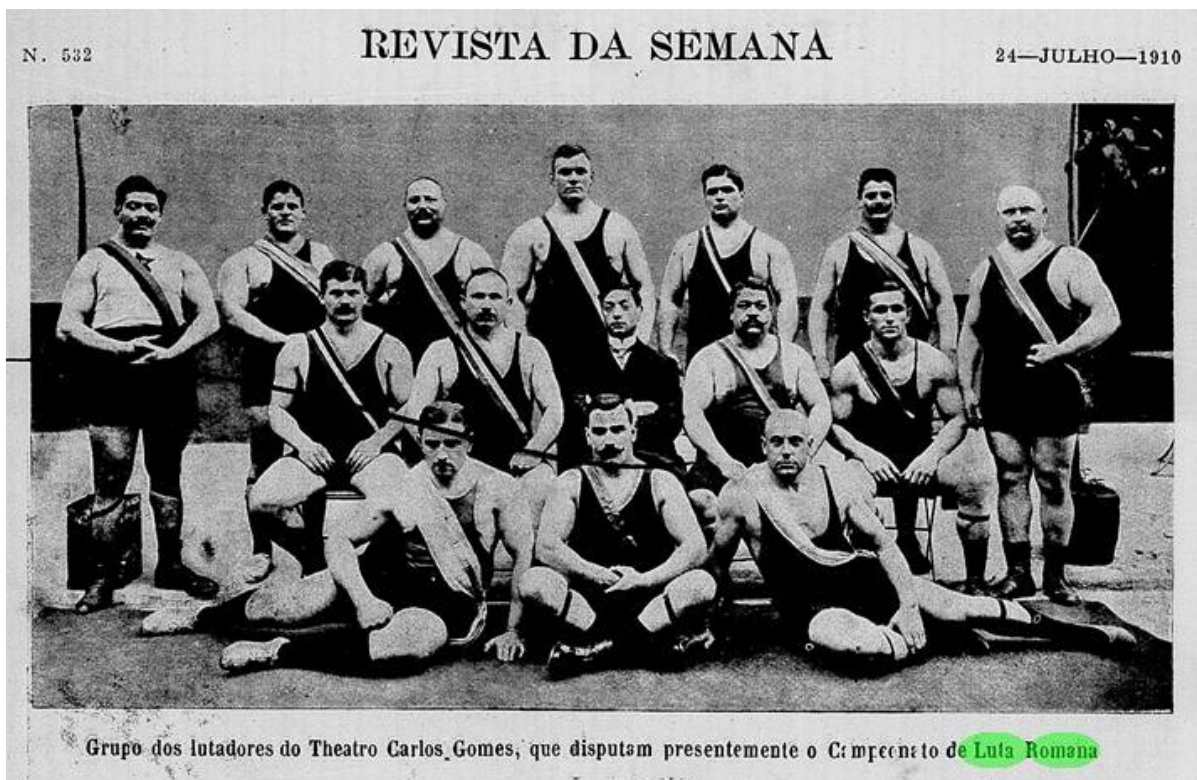 N. 532
REVISTA DA SEMANA
24—JULHO—1910
Grupo dos lutadores do Theatro Carlos Gomes, que disputam presentemente o Campeonato de Luta Romana